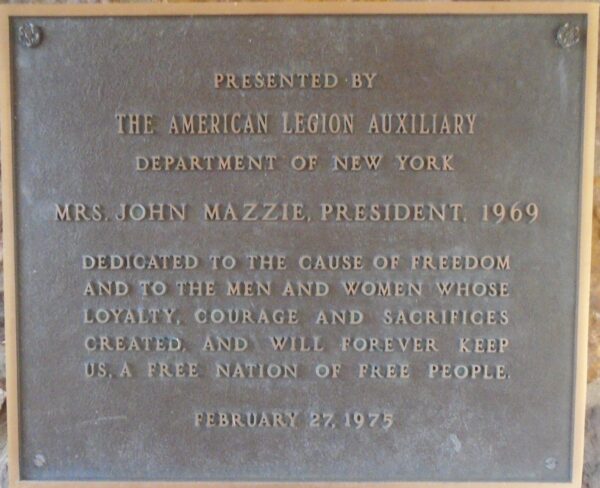 PRESENTED BY
THE AMERICAN LEGION AUXILIARY
DEPARTMENT OF NEW YORK
MRS. JOHN MAZZIE, PRESIDENT, 1969
DEDICATED TO THE CAUSE OF FREEDOM
AND TO THE MEN AND WOMEN WHOSE
LOYALTY, COURAGE AND SACRIFICES
CREATED, AND WILL FOREVER KEEP
US, A FREE NATION OF FREE PEOPLE.
FEBRUARY 27, 1975